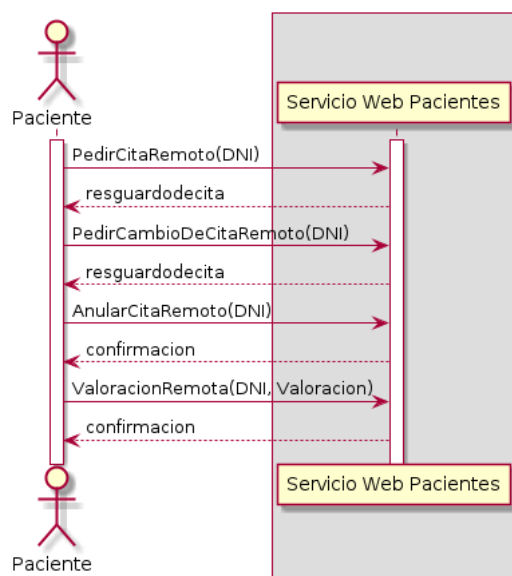 Servicio Web Pacientes
Paciente
PedirCitaRemoto(DNI)
resguardodecita
PedirCambioDeCitaRemoto(DNI)
resguardodecita
AnularCitaRemoto(DNI)
confirmacion
ValoracionRemota(DNI, Valoracion)
confirmacion
Servicio Web Pacientes
Paciente